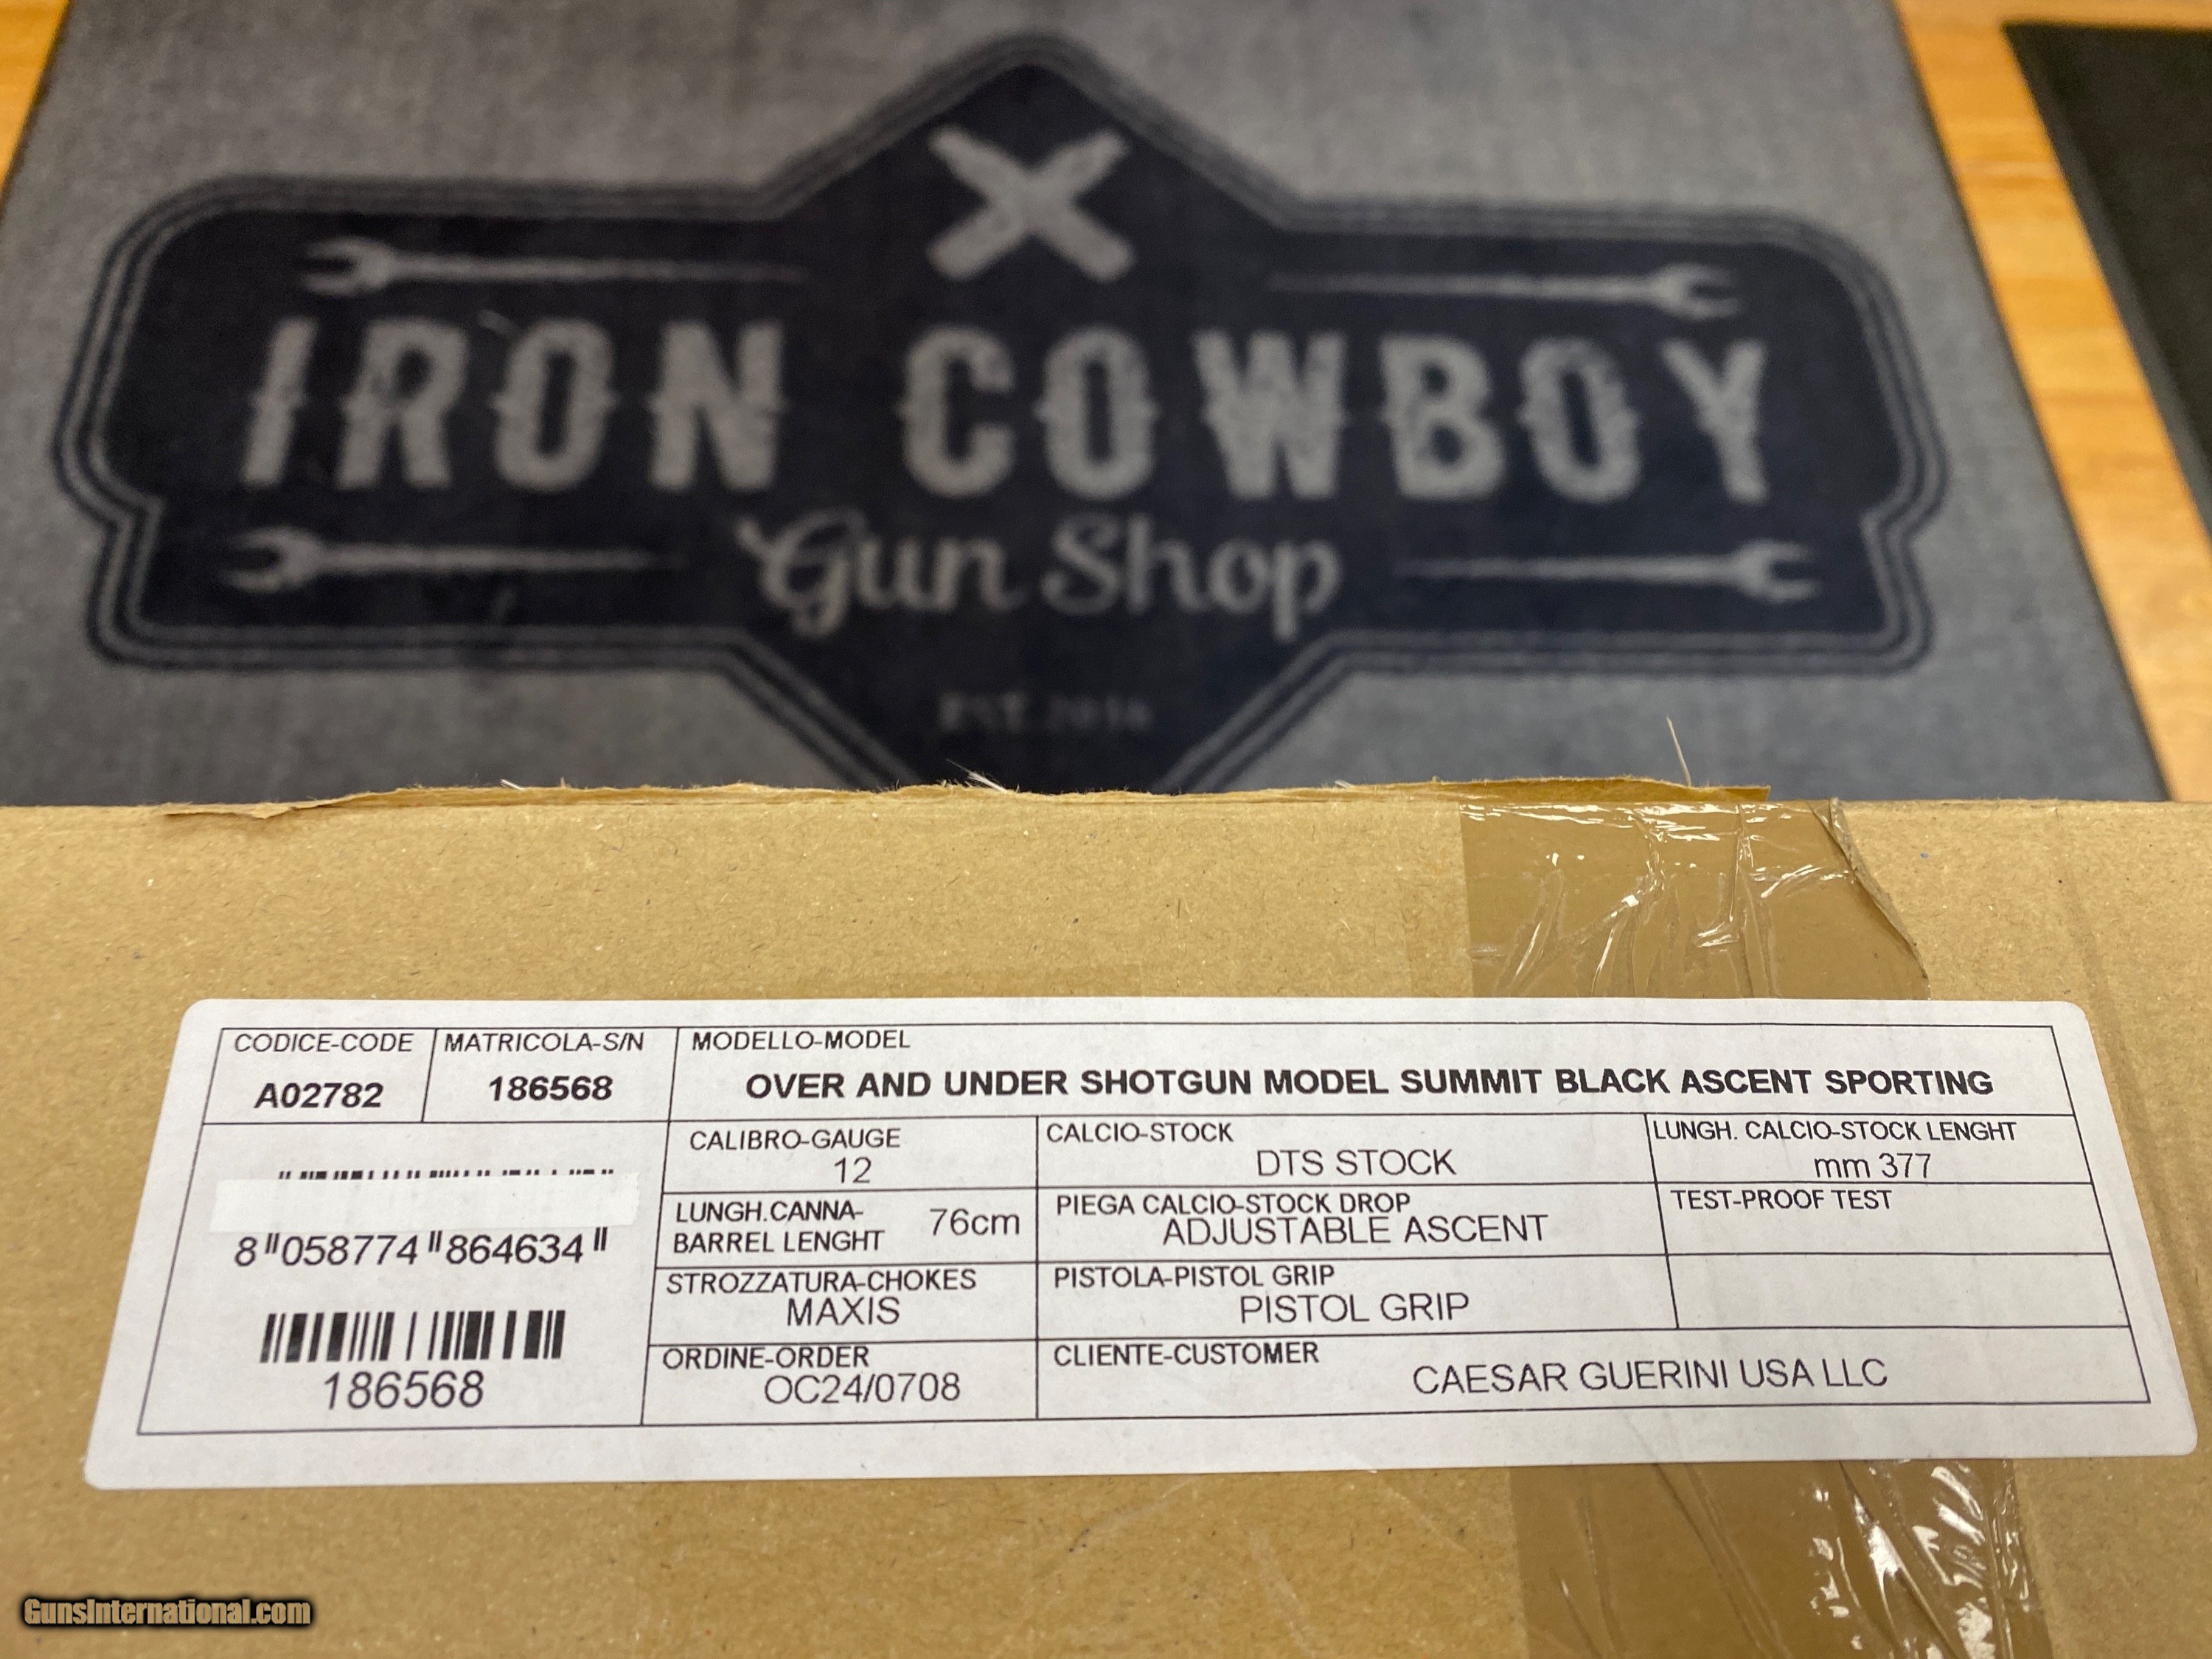 IRON COWBOY
Gun Shop
EST. 2014
CODICE-CODE
A02782
MATRICOLA-S/N
186568
MODELLO-MODEL
OVER AND UNDER SHOTGUN MODEL SUMMIT BLACK ASCENT SPORTING
8 058774 864634
186568
CALIBRO-GAUGE
12
CALCIO-STOCK
DTS STOCK
LUNGH. CALCIO-STOCK LENGHT
mm 377
LUNGH.CANNA-
BARREL LENGHT
76cm
PIEGA CALCIO-STOCK DROP
ADJUSTABLE ASCENT
TEST-PROOF TEST
STROZZATURA-CHOKES
MAXIS
PISTOLA-PISTOL GRIP
PISTOL GRIP
ORDINE-ORDER
OC24/0708
CLIENTE-CUSTOMER
CAESAR GUERINI USA LLC
GunsInternational.com